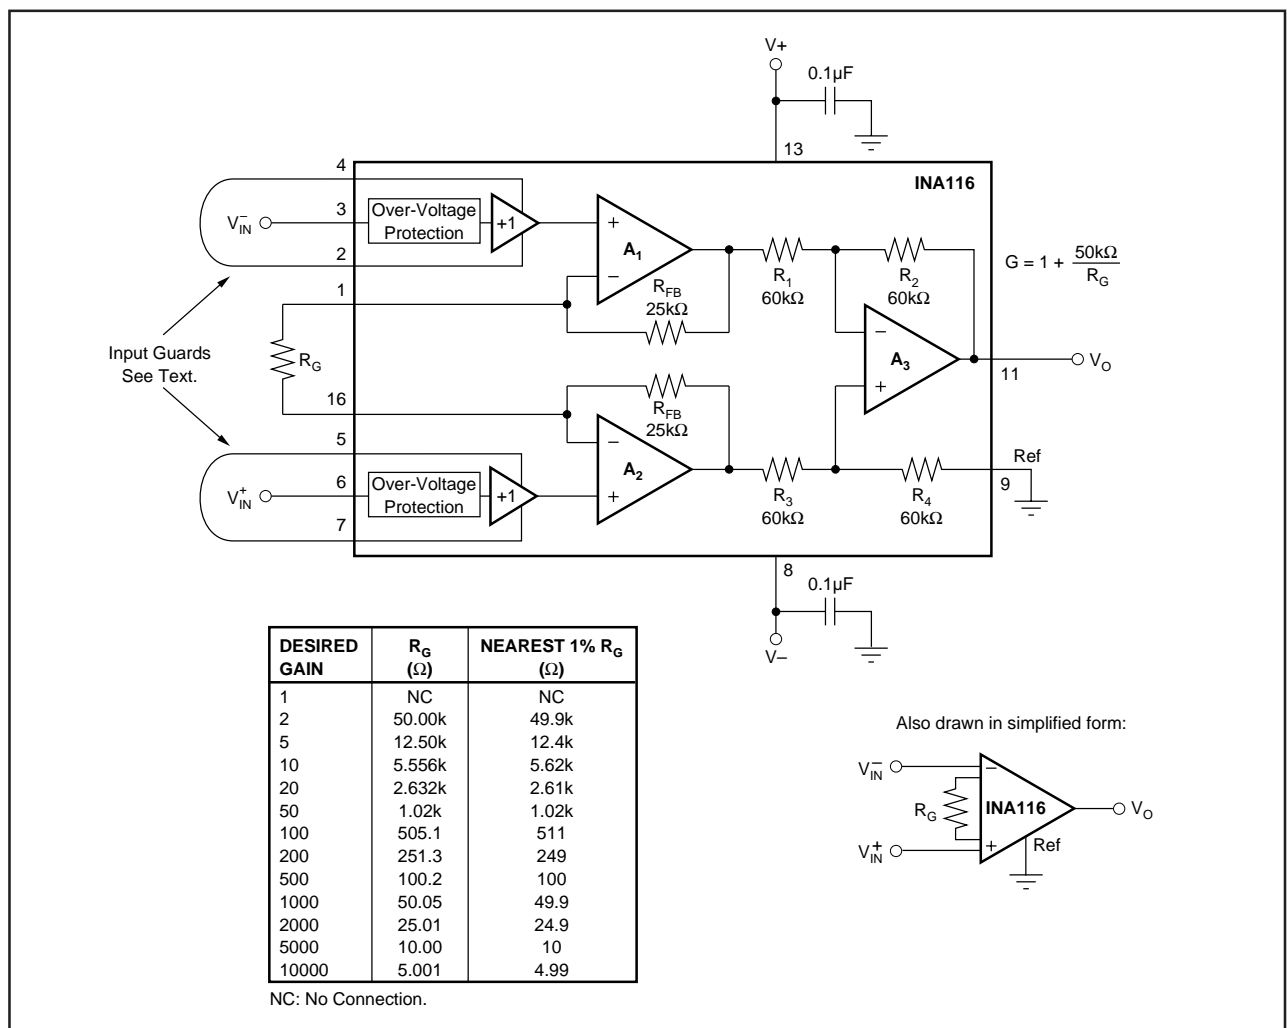 V+
0.1µF
13
INA116
4
3
2
1
V⁻IN
Over-Voltage
Protection
+1
+
A1
−
RFB
25kΩ
R1
60kΩ
R2
60kΩ
G = 1 + 50kΩ
RG
Input Guards
See Text.
RG
−
A3
+
11
VO
16
5
6
7
V⁺IN
Over-Voltage
Protection
+1
RFB
25kΩ
−
A2
+
R3
60kΩ
R4
60kΩ
Ref
9
8
0.1µF
V–
DESIRED GAIN | RG (Ω) | NEAREST 1% RG (Ω)
1 NC NC
2 50.00k 49.9k
5 12.50k 12.4k
10 5.556k 5.62k
20 2.632k 2.61k
50 1.02k 1.02k
100 505.1 511
200 251.3 249
500 100.2 100
1000 50.05 49.9
2000 25.01 24.9
5000 10.00 10
10000 5.001 4.99
NC: No Connection.
Also drawn in simplified form:
V⁻IN
−
RG
INA116
VO
V⁺IN
+
Ref